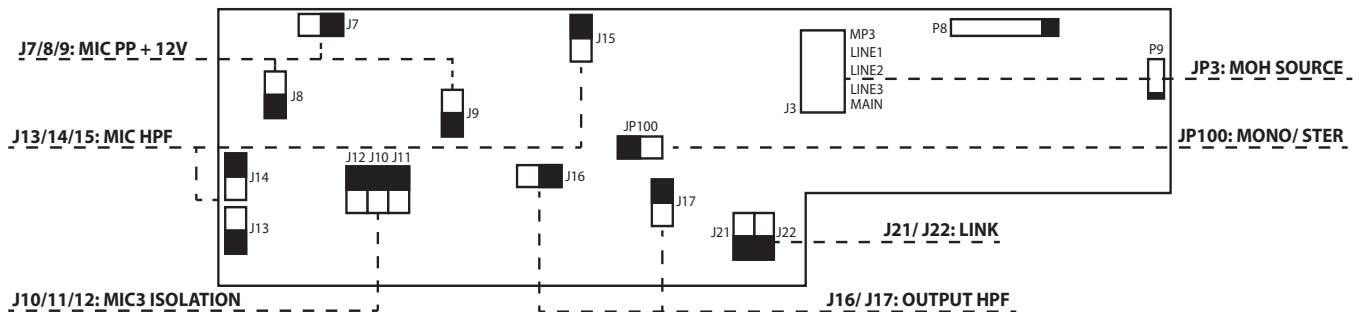 J7
J15
MP3
LINE1
LINE2
LINE3
MAIN
J3
P8
P9
J7/8/9: MIC PP + 12V
JP3: MOH SOURCE
J8
J9
J13/14/15: MIC HPF
JP100
JP100: MONO/ STER
J12 J10 J11
J14
J16
J17
J13
J21
J22
J21/ J22: LINK
J10/11/12: MIC3 ISOLATION
J16/ J17: OUTPUT HPF